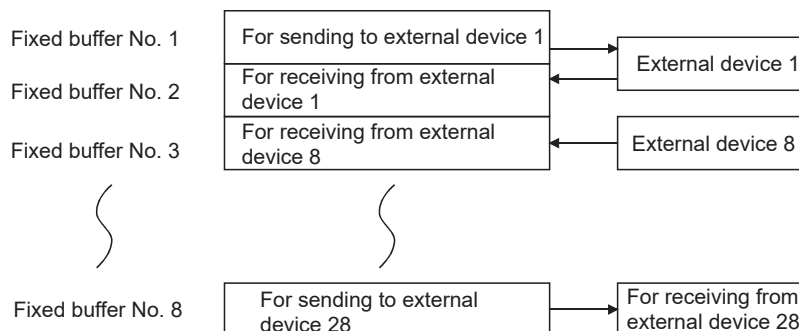 Fixed buffer No. 1
For sending to external device 1
External device 1
Fixed buffer No. 2
For receiving from external
device 1
Fixed buffer No. 3
For receiving from external
device 8
External device 8
Fixed buffer No. 8
For sending to external
device 28
For receiving from
external device 28